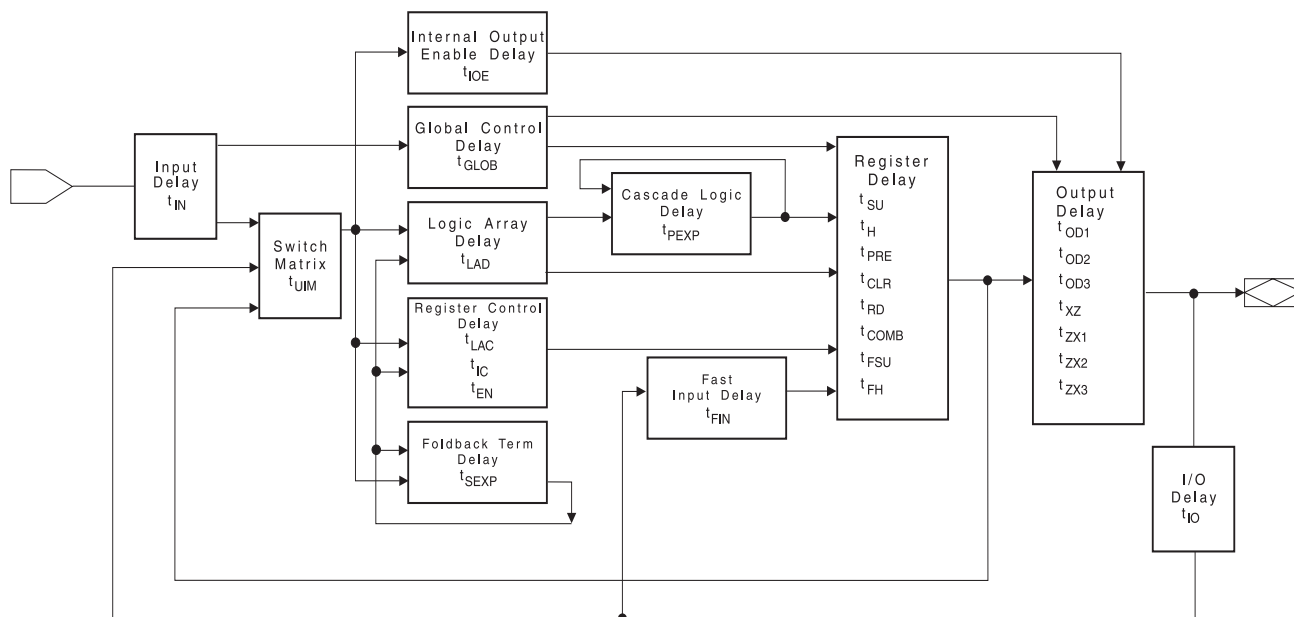 Internal Output
Enable Delay
tIOE
Global Control
Delay
tGLOB
Input
Delay
tIN
Switch
Matrix
tUIM
Logic Array
Delay
tLAD
Cascade Logic
Delay
tPEXP
Register Control
Delay
tLAC
tIC
tEN
Foldback Term
Delay
tSEXP
Fast
Input Delay
tFIN
Register
Delay
tSU
tH
tPRE
tCLR
tRD
tCOMB
tFSU
tFH
Output
Delay
tOD1
tOD2
tOD3
tXZ
tZX1
tZX2
tZX3
I/O
Delay
tIO